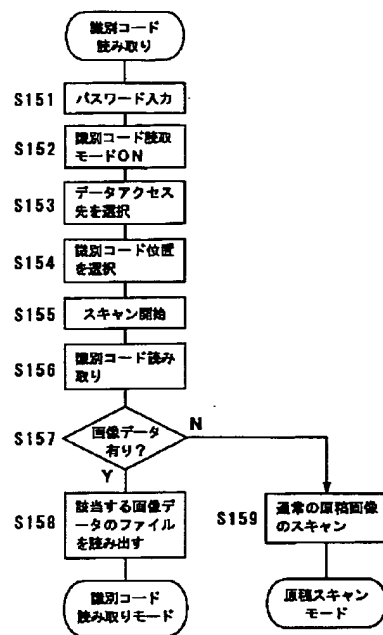 識別コード
読み取り
S151
パスワード入力
S152
識別コード読取
モードON
S153
データアクセス
先を選択
S154
識別コード位置
を選択
S155
スキャン開始
S156
識別コード読み
取り
S157
画像データ
有り?
N
Y
S158
該当する画像デ
ータのファイル
を読み出す
S159
通常の原稿画像
のスキャン
識別コード
読み取りモード
原稿スキャン
モード